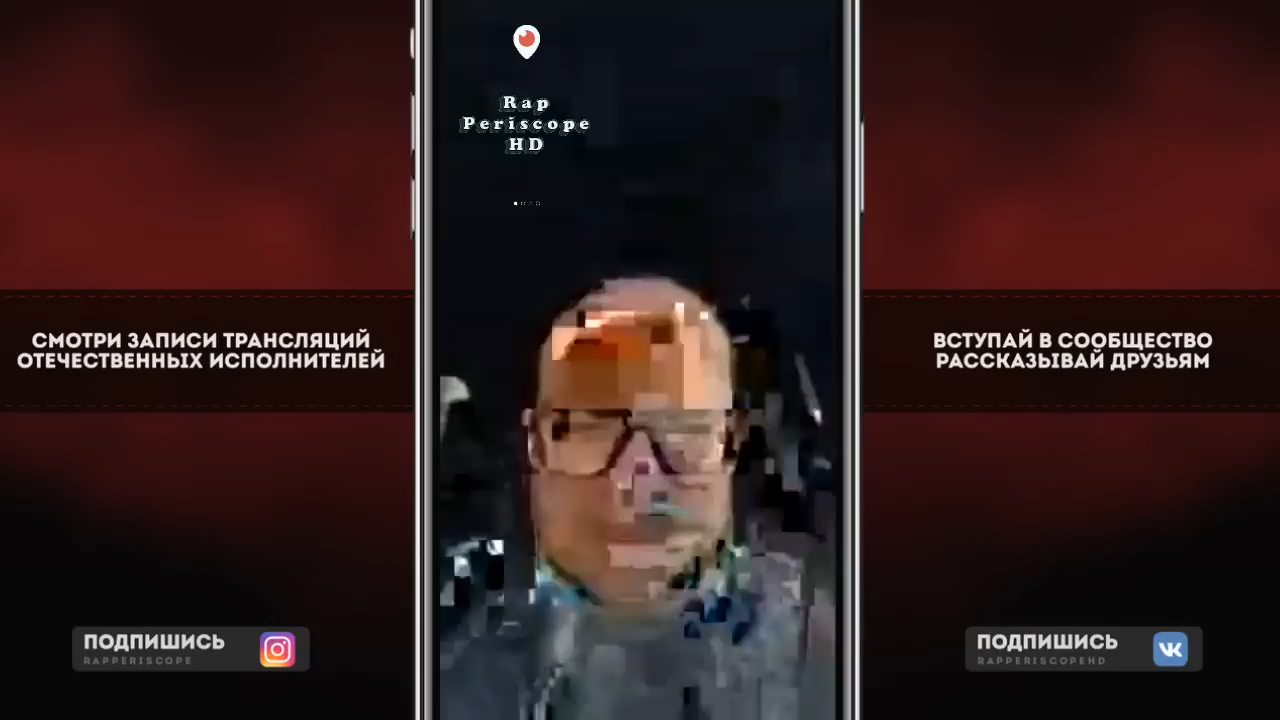 Rap
Periscope
HD
СМОТРИ ЗАПИСИ ТРАНСЛЯЦИЙ
ОТЕЧЕСТВЕННЫХ ИСПОЛНИТЕЛЕЙ
ВСТУПАЙ В СООБЩЕСТВО
РАССКАЗЫВАЙ ДРУЗЬЯМ
ПОДПИШИСЬ
RAPPERISCOPE
ПОДПИШИСЬ
RAPPERISCOPEHD